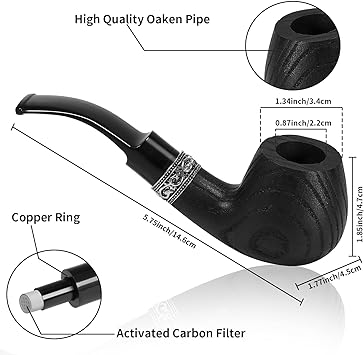 High Quality Oaken Pipe
1.34inch/3.4cm
0.87inch/2.2cm
5.75inch/14.6cm
1.85inch/4.7cm
1.77inch/4.5cm
Copper Ring
Activated Carbon Filter